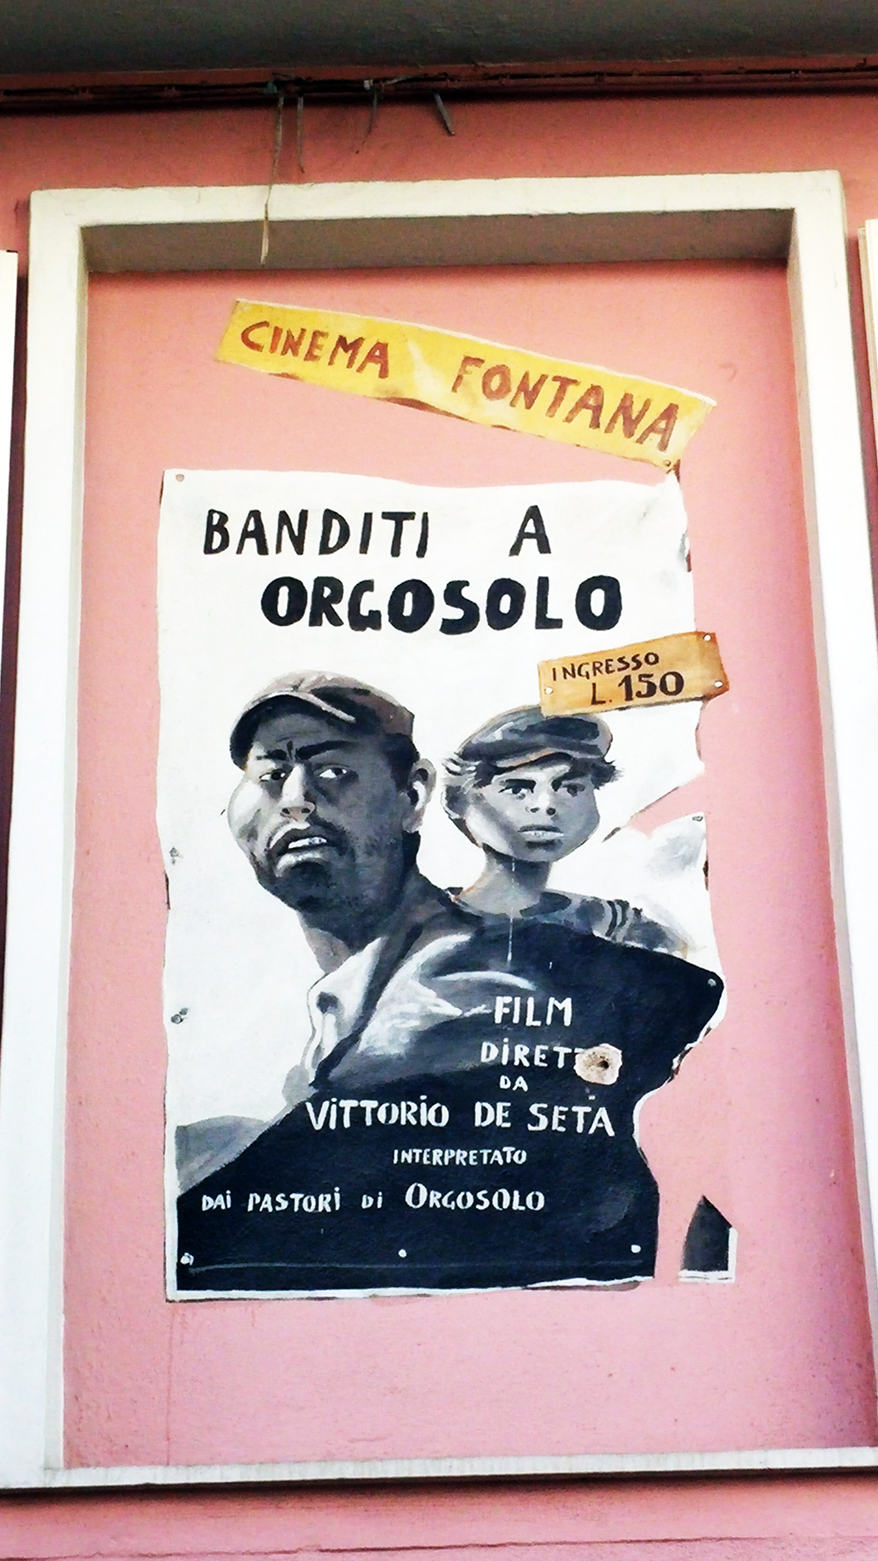 CINEMA FONTANA
BANDITI A
ORGOSOLO
INGRESSO
L. 150
FILM
DIRETT
DA
VITTORIO DE SETA
INTERPRETATO
DAI PASTORI DI ORGOSOLO